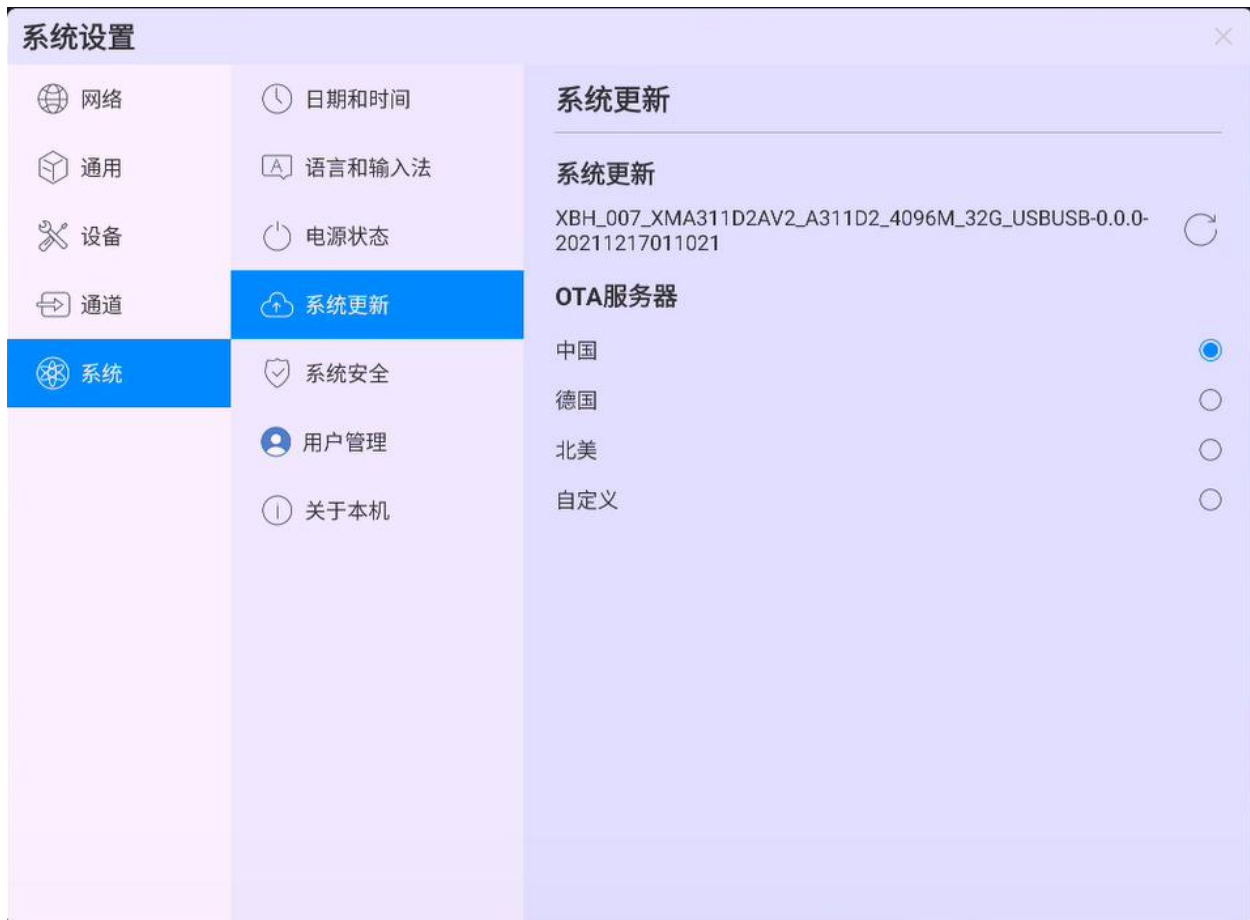 系统设置
网络
通用
设备
通道
系统
日期和时间
语言和输入法
电源状态
系统更新
系统安全
用户管理
关于本机
系统更新
系统更新
XBH_007_XMA311D2AV2_A311D2_4096M_32G_USBUSB-0.0.0-
20211217011021
OTA服务器
中国
德国
北美
自定义